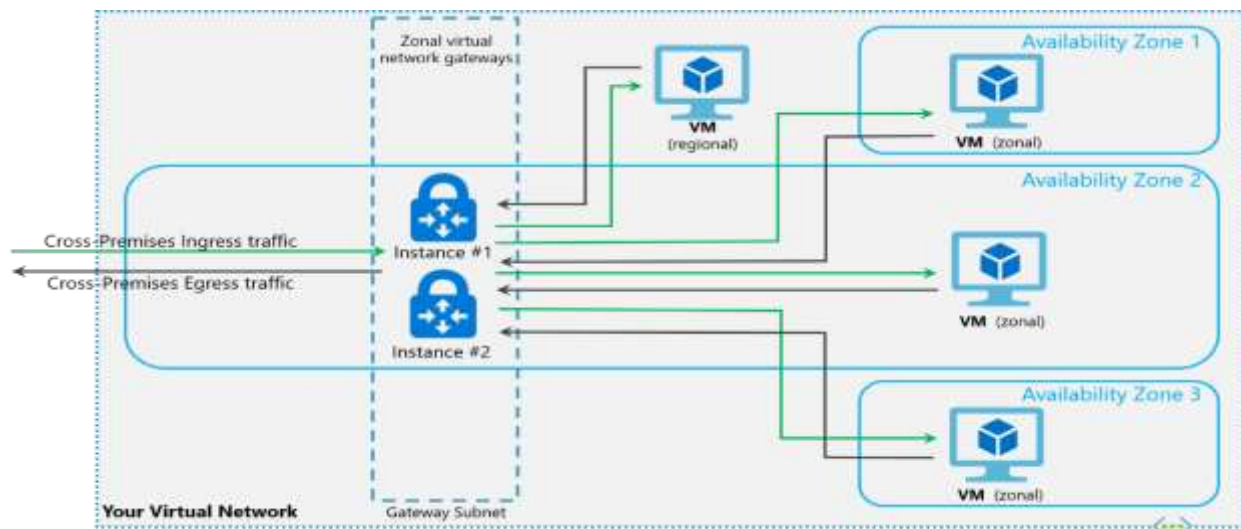 Zonal virtual
network gateways
Availability Zone 1
VM
(regional)
VM (zonal)
Availability Zone 2
Cross-Premises Ingress traffic
Instance #1
Cross-Premises Egress traffic
VM (zonal)
Instance #2
Availability Zone 3
VM (zonal)
Your Virtual Network
Gateway Subnet